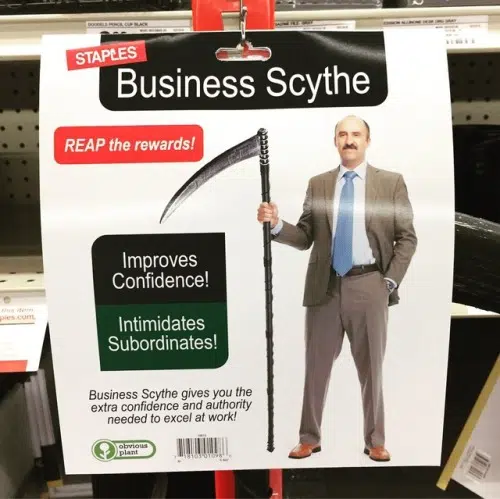 STAPLES
Business Scythe
REAP the rewards!
Improves
Confidence!
Intimidates
Subordinates!
Business Scythe gives you the
extra confidence and authority
needed to excel at work!
obvious
plant